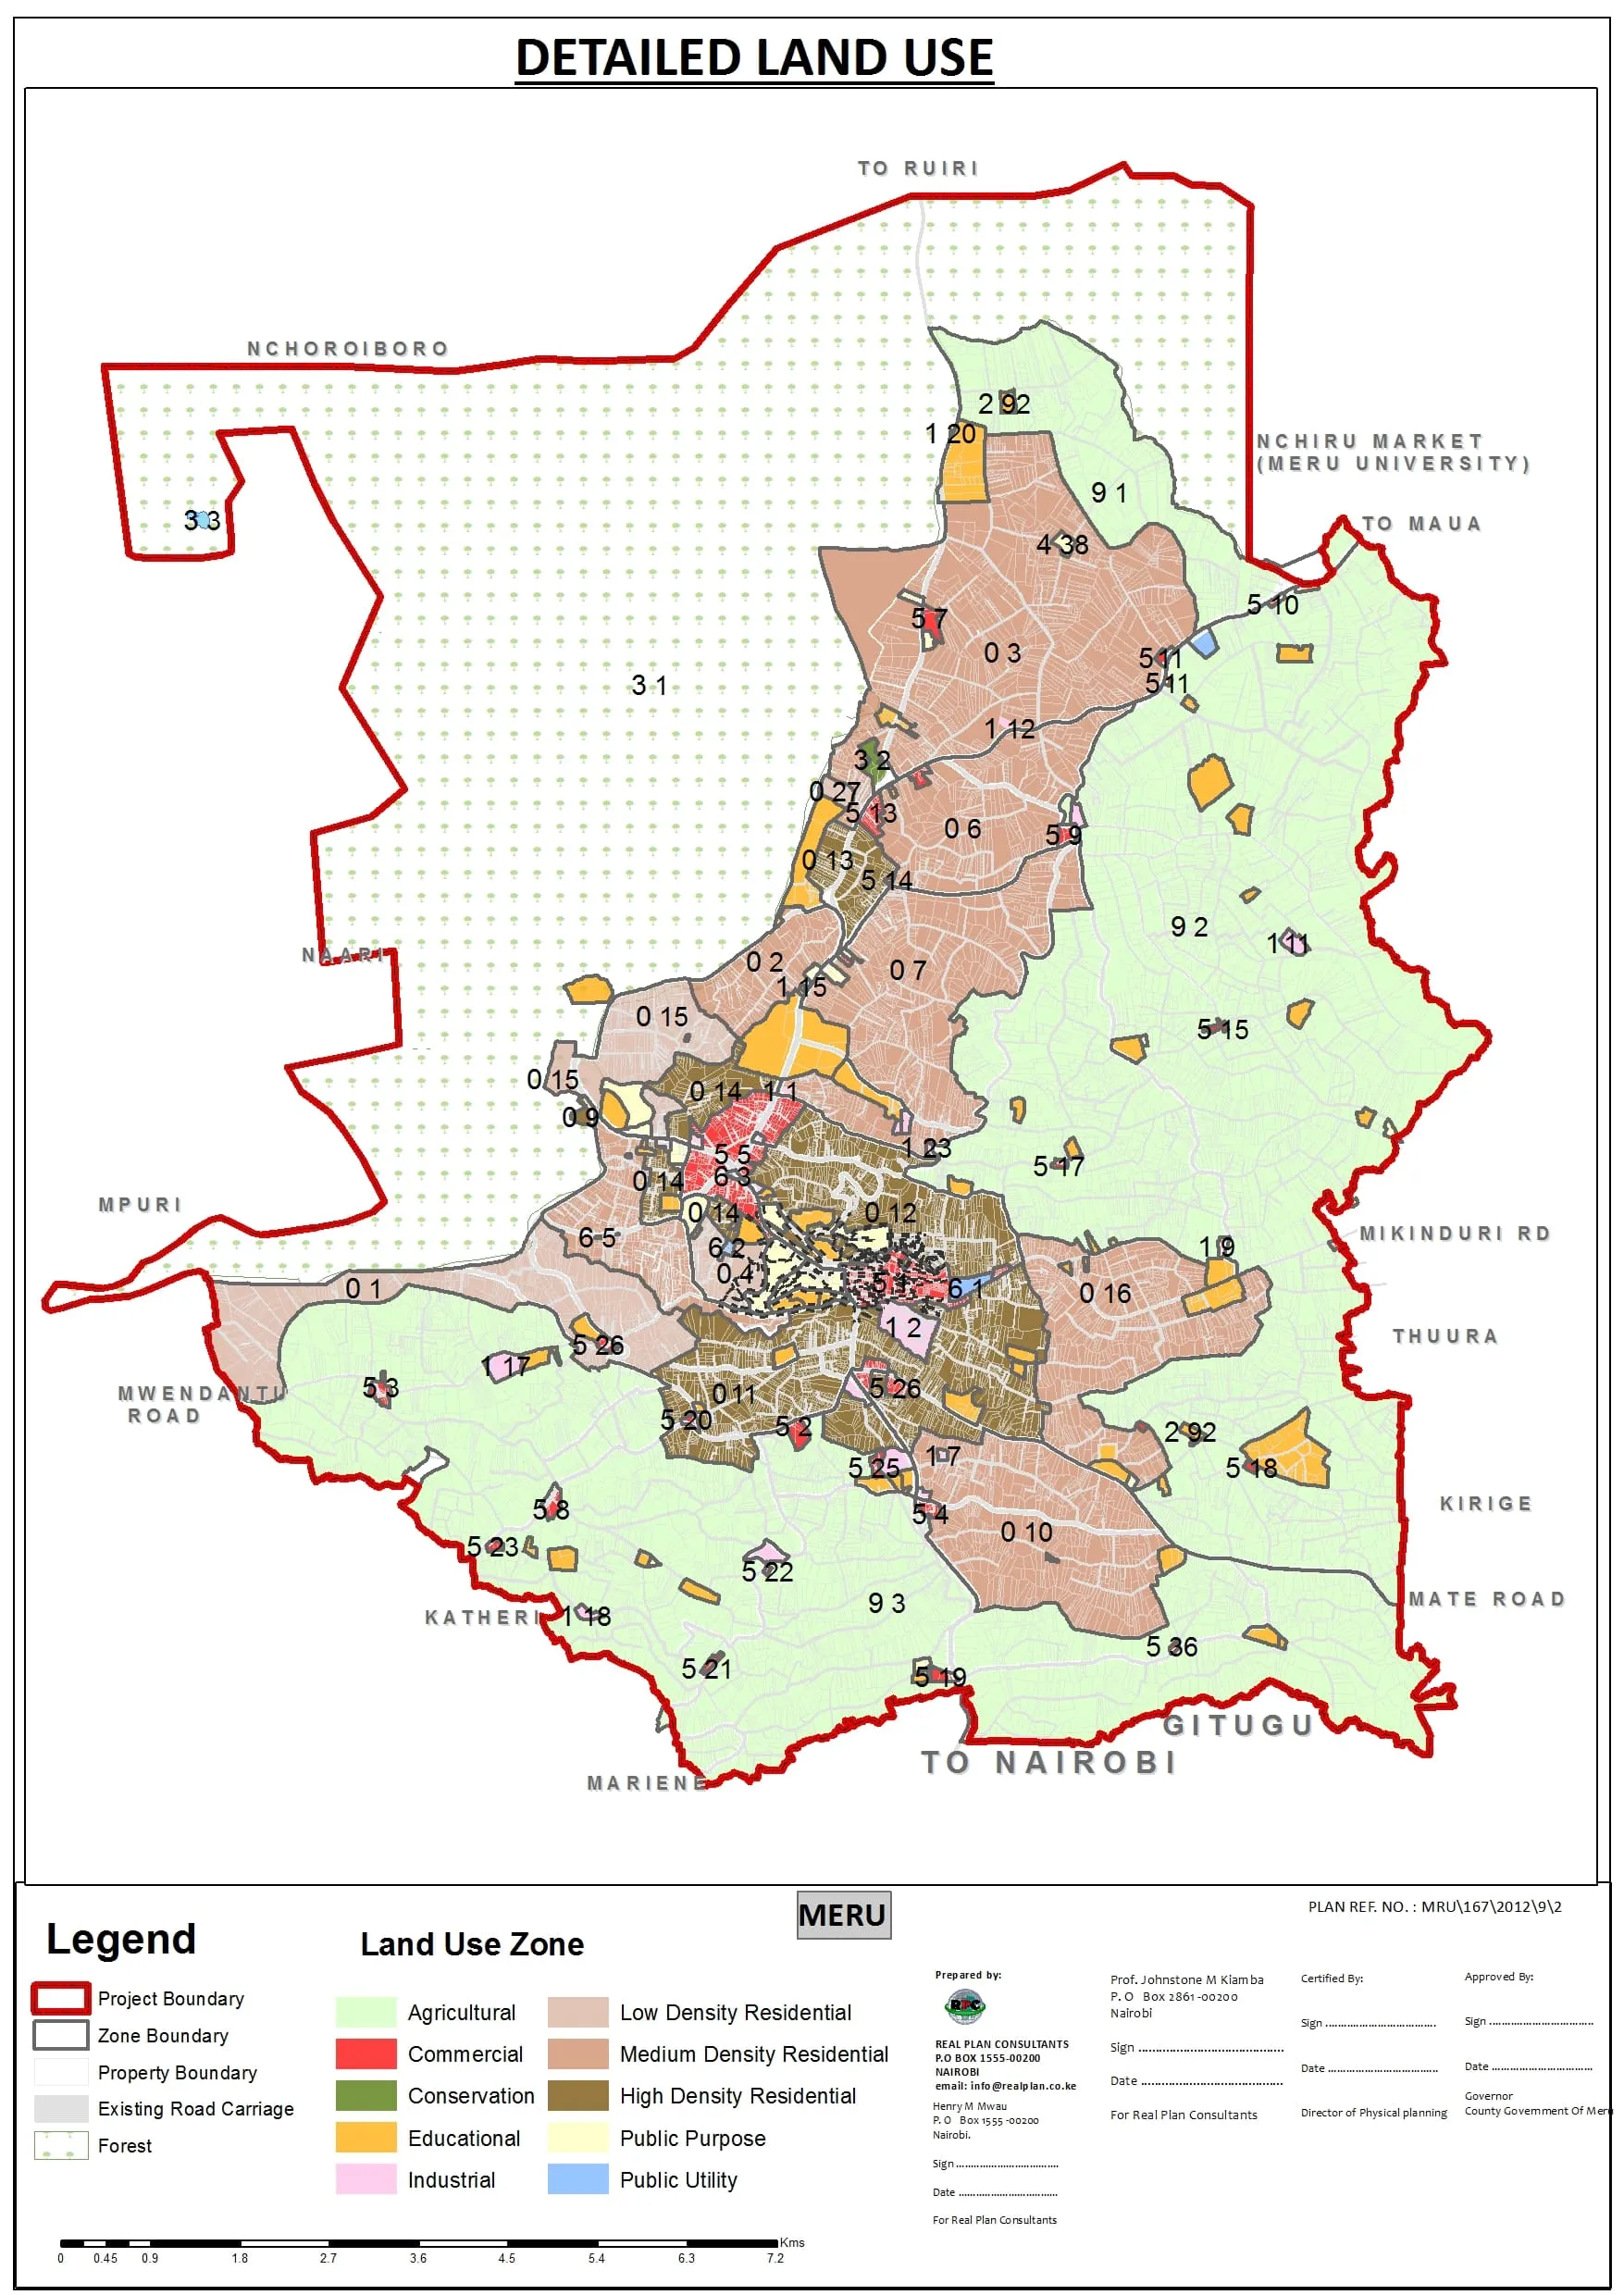 DETAILED LAND USE
TO RUIRI
NCHOROIBORO
2 92
1 20
NCHIRU MARKET
(MERU UNIVERSITY)
9 1
3 3
TO MAUA
4 38
5 10
5 7
0 3
5 11
5 11
3 1
1 12
3 2
0 27
5 13
0 6
5 9
0 13
5 14
9 2
1 11
NAARI
0 2
0 7
1 15
0 15
5 15
0 15
0 14
1 1
0 9
5 5
1 23
5 17
6 3
0 14
MPURI
0 14
0 12
6 5
6 2
1 9
MIKINDURI RD
0 4
0 1
5 1
6 1
0 16
1 2
THUURA
5 26
1 17
5 3
MWENDANTU
ROAD
0 11
5 26
5 20
5 2
2 92
1 7
5 25
5 18
5 8
5 4
KIRIGE
0 10
5 23
5 22
9 3
MATE ROAD
KATHERI
1 18
5 36
5 21
5 19
GITUGU
TO NAIROBI
MARIENE
MERU
PLAN REF. NO. : MRU\167\2012\9\2
Legend
Project Boundary
Zone Boundary
Property Boundary
Existing Road Carriage
Forest
Land Use Zone
Agricultural
Commercial
Conservation
Educational
Industrial
Low Density Residential
Medium Density Residential
High Density Residential
Public Purpose
Public Utility
0 0.45 0.9 1.8 2.7 3.6 4.5 5.4 6.3 7.2 Kms
Prepared by:
RPC
REAL PLAN CONSULTANTS
P.O BOX 1555-00200
NAIROBI
email: info@realplan.co.ke
Henry M Mwau
P. O Box 1555 -00200
Nairobi.
Sign ..................................
Date .................................
For Real Plan Consultants
Prof. Johnstone M Kiamba
P. O Box 2861 -00200
Nairobi
Sign ..................................
Date .................................
For Real Plan Consultants
Certified By:
Sign ..................................
Date .................................
Director of Physical planning
Approved By:
Sign ................................
Date ..............................
Governor
County Government Of Meru